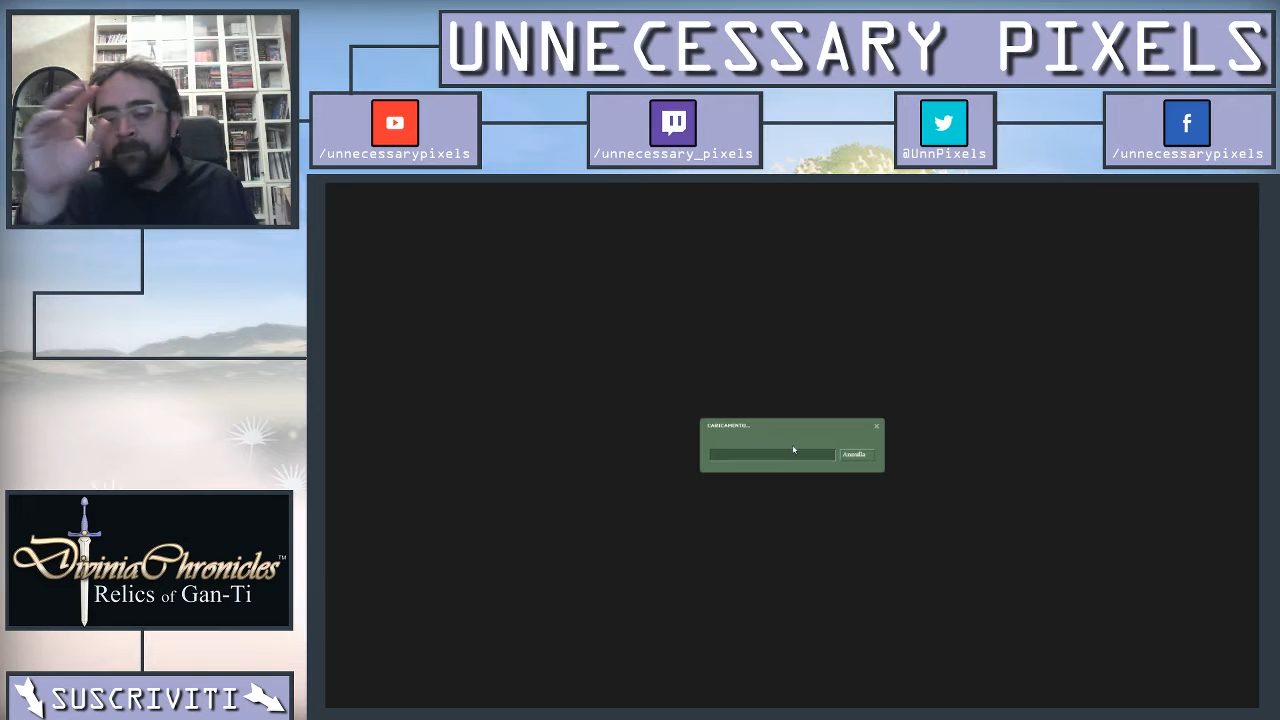 UNNECESSARY PIXELS
/unnecessarypixels
/unnecessary_pixels
@UnnPixels
/unnecessarypixels
CARICAMENTO...
Annulla
DiviniaChronicles™
Relics of Gan-Ti
SUSCRIVITI